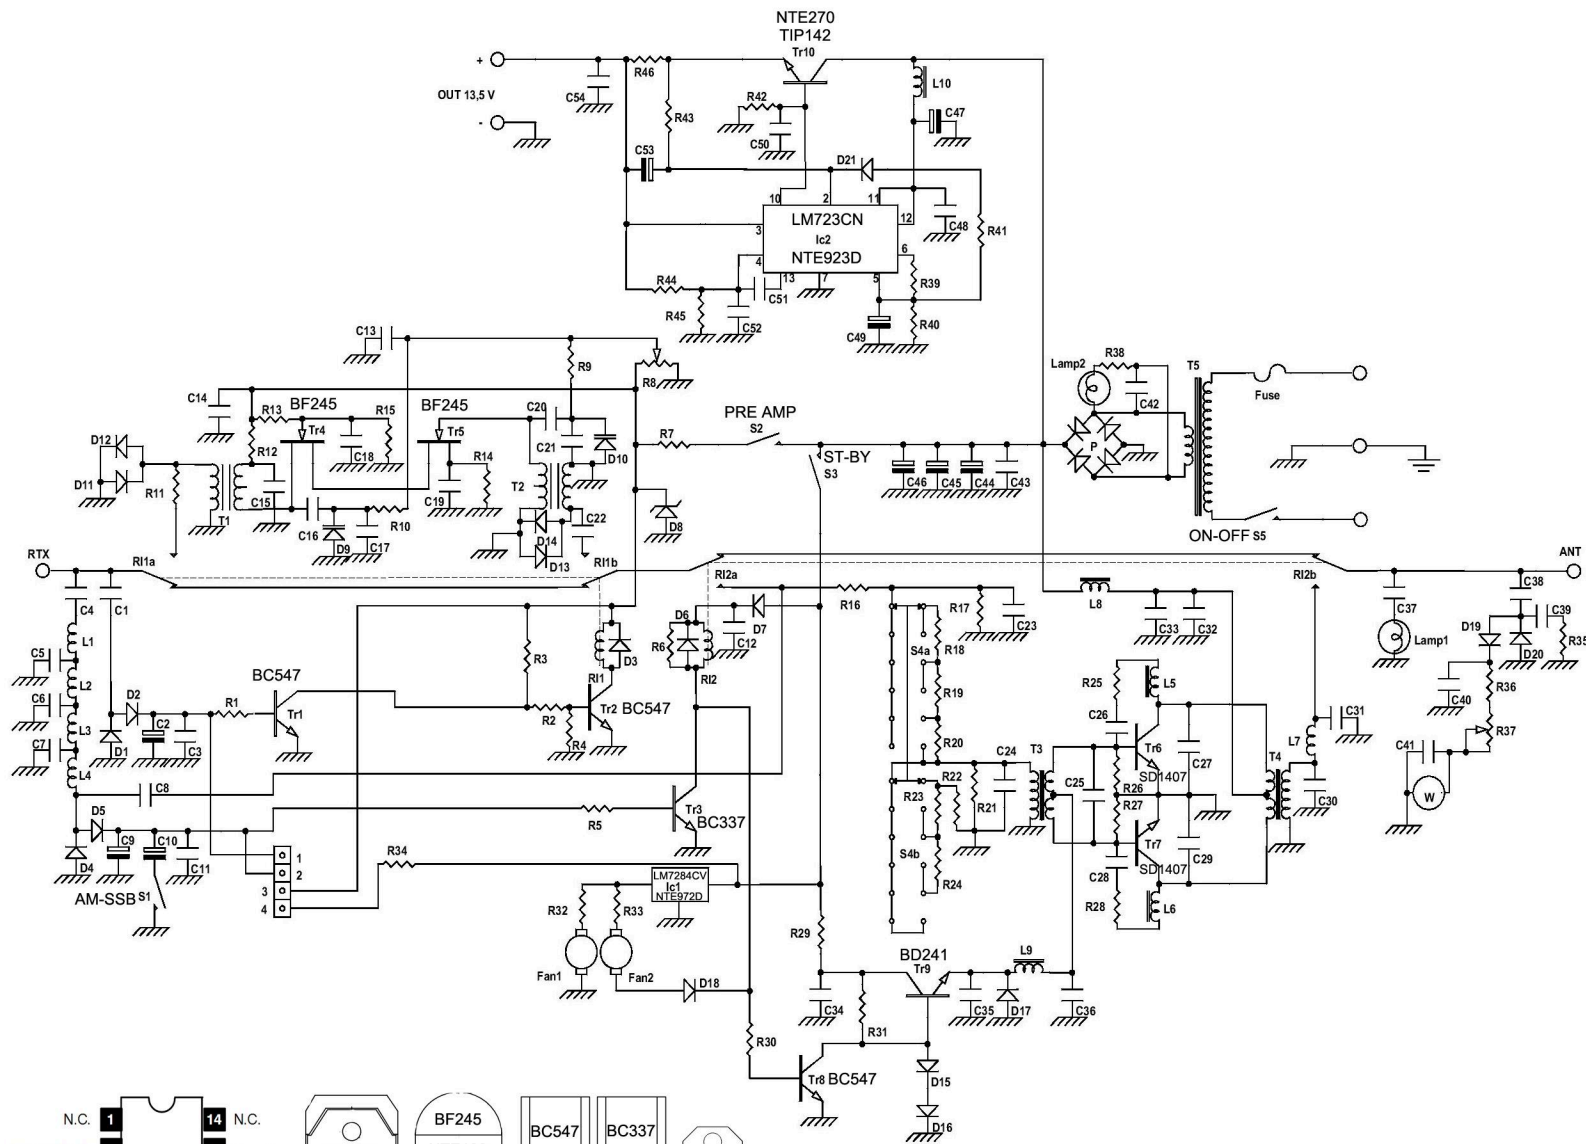 NTE270
TIP142
Tr10
+
OUT 13,5 V
-
C54
R46
R43
R42
C50
L10
C47
C53
D21
10
2
11
LM723CN
Ic2
NTE923D
3
12
4
6
13
7
5
C48
R41
R44
R45
C51
C52
R39
R40
C49
C13
R9
R8
Lamp2
R38
C42
T5
Fuse
C14
R13
BF245
R15
BF245
C20
PRE AMP
S2
D12
Tr4
Tr5
R12
C18
C21
D10
R7
ST-BY
S3
P
D11
R11
C15
R14
T2
C46
C45
C44
C43
T1
C16
R10
C19
C22
D9
C17
D14
D13
D8
ON-OFF S5
RTX
Rl1a
Rl1b
Rl2a
Rl2b
ANT
C4
C1
R16
R17
C23
L8
C33
C32
C37
C38
C39
L1
C5
R3
D3
D6
R6
C12
D7
S4a
R18
Lamp1
D19
D20
R35
L2
BC547
Rl1
Rl2
R19
R25
L5
R36
C6
D2
R1
Tr1
R2
Tr2
BC547
C26
C40
L3
C2
R4
R20
C24
T3
Tr6
C31
R37
C7
D1
C3
SD1407
C27
L7
C41
L4
R22
C25
R26
T4
C8
R23
R21
R27
C30
W
D5
R5
Tr3
BC337
Tr7
C9
C10
D4
C11
R34
S4b
R24
C28
SD1407
C29
1
2
3
4
LM7284CV
Ic1
NTE972D
AM-SSB S1
R32
R33
R28
L6
R29
BD241
Tr9
L9
Fan1
Fan2
D18
C34
C35
D17
C36
R30
R31
Tr8 BC547
D15
D16
N.C.
1
14
N.C.
BF245
BC547
BC337